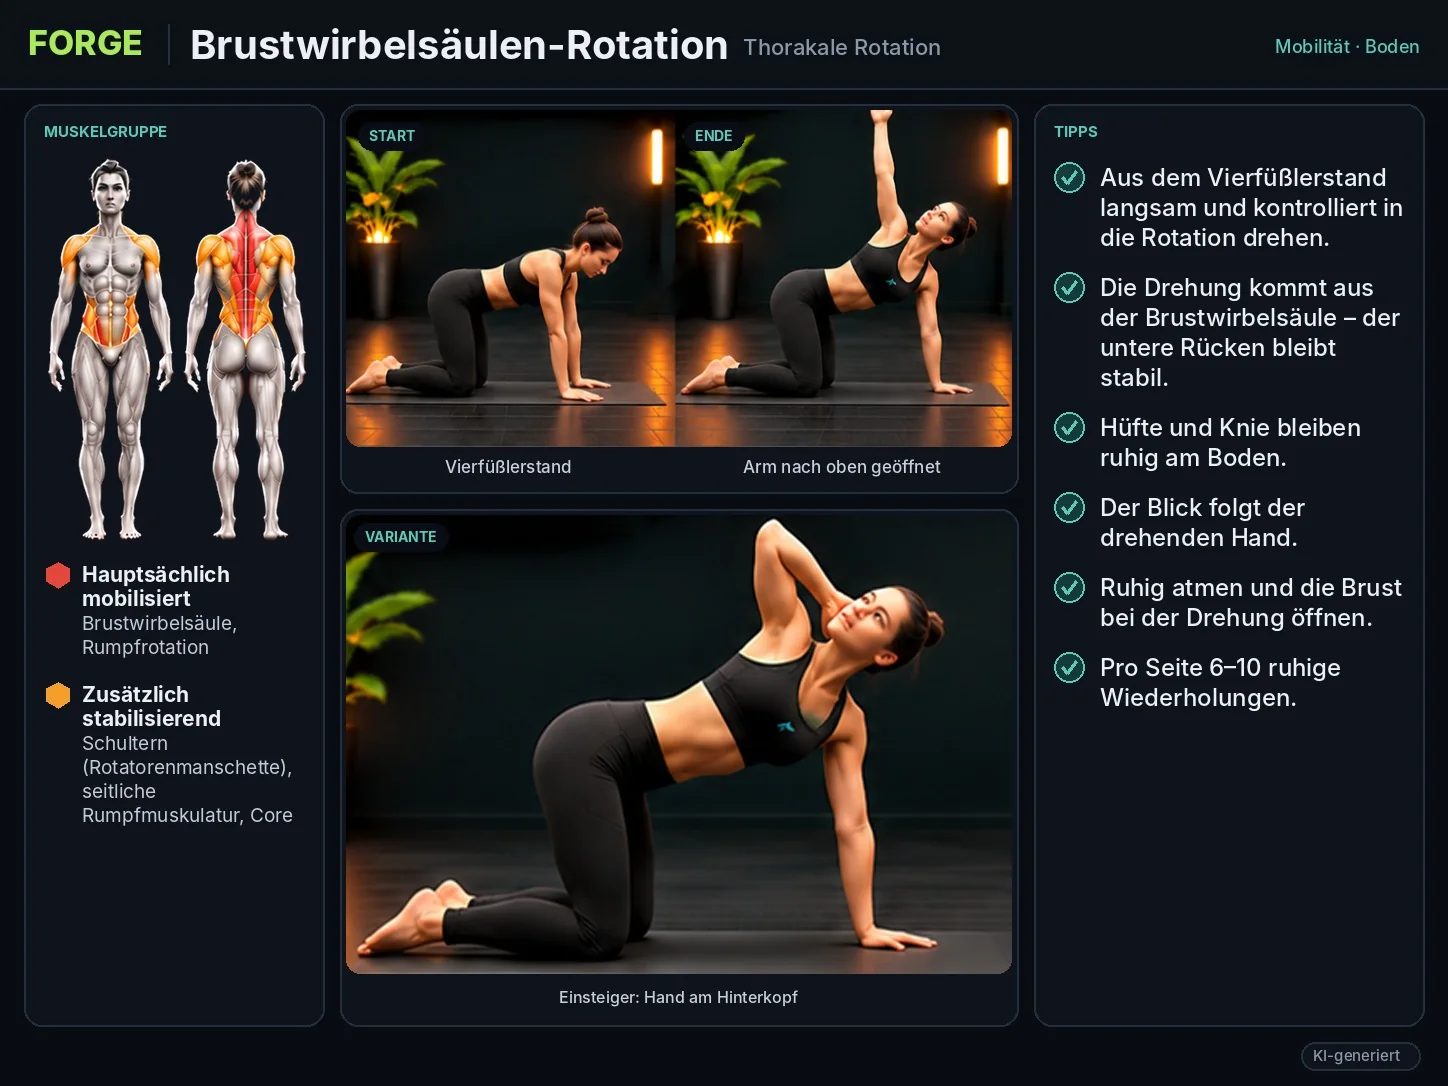 FORGE
Brustwirbelsäulen-Rotation
Thorakale Rotation
Mobilität · Boden
MUSKELGRUPPE
Hauptsächlich
mobilisiert
Brustwirbelsäule,
Rumpfrotation
Zusätzlich
stabilisierend
Schultern
(Rotatorenmanschette),
seitliche
Rumpfmuskulatur, Core
START
ENDE
Vierfüßlerstand
Arm nach oben geöffnet
VARIANTE
Einsteiger: Hand am Hinterkopf
TIPPS
Aus dem Vierfüßlerstand
langsam und kontrolliert in
die Rotation drehen.
Die Drehung kommt aus
der Brustwirbelsäule – der
untere Rücken bleibt
stabil.
Hüfte und Knie bleiben
ruhig am Boden.
Der Blick folgt der
drehenden Hand.
Ruhig atmen und die Brust
bei der Drehung öffnen.
Pro Seite 6–10 ruhige
Wiederholungen.
KI-generiert